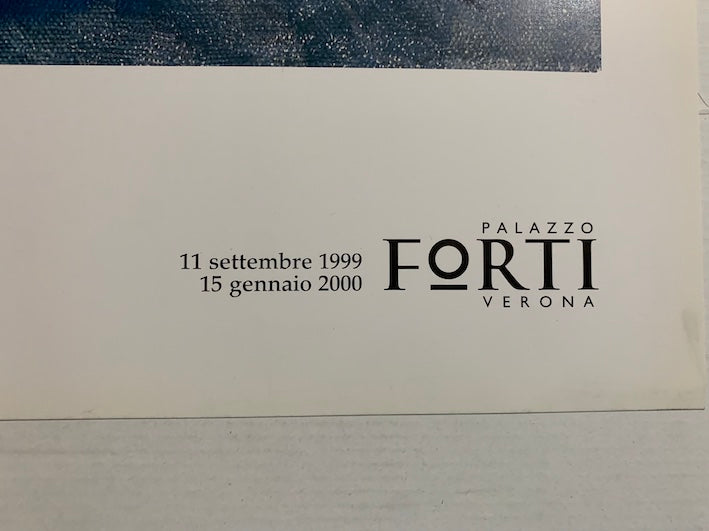 11 settembre 1999
15 gennaio 2000
PALAZZO
FORTI
VERONA